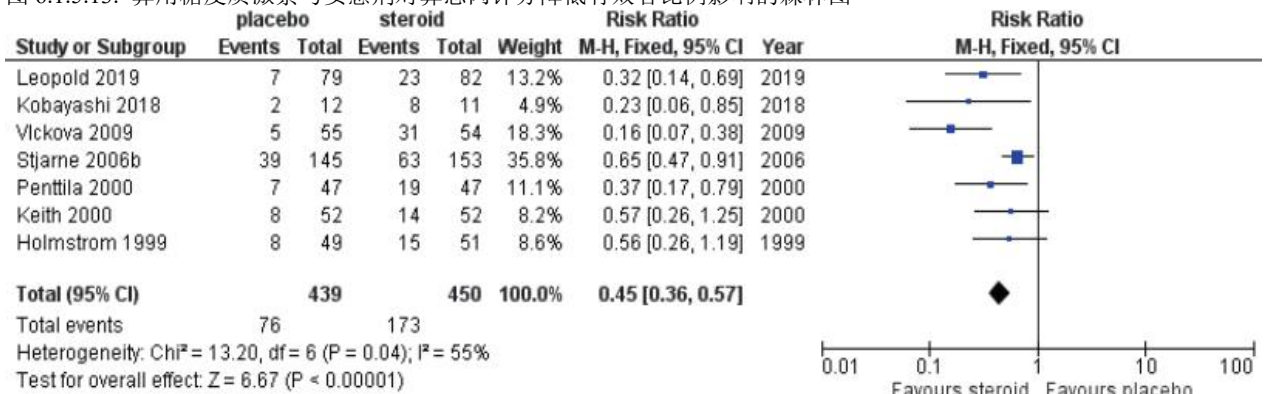 placebo steroid Risk Ratio Risk Ratio
Study or Subgroup Events Total Events Total Weight M-H, Fixed, 95% CI Year M-H, Fixed, 95% CI
Leopold 2019 7 79 23 82 13.2% 0.32 [0.14, 0.69] 2019
Kobayashi 2018 2 12 8 11 4.9% 0.23 [0.06, 0.85] 2018
Vlckova 2009 5 55 31 54 18.3% 0.16 [0.07, 0.38] 2009
Stjarne 2006b 39 145 63 153 35.8% 0.65 [0.47, 0.91] 2006
Penttila 2000 7 47 19 47 11.1% 0.37 [0.17, 0.79] 2000
Keith 2000 8 52 14 52 8.2% 0.57 [0.26, 1.25] 2000
Holmstrom 1999 8 49 15 51 8.6% 0.56 [0.26, 1.19] 1999
Total (95% CI) 439 450 100.0% 0.45 [0.36, 0.57]
Total events 76 173
Heterogeneity: Chi² = 13.20, df = 6 (P = 0.04); I² = 55%
Test for overall effect: Z = 6.67 (P < 0.00001)
0.01 0.1 1 10 100
Favours steroid Favours placebo